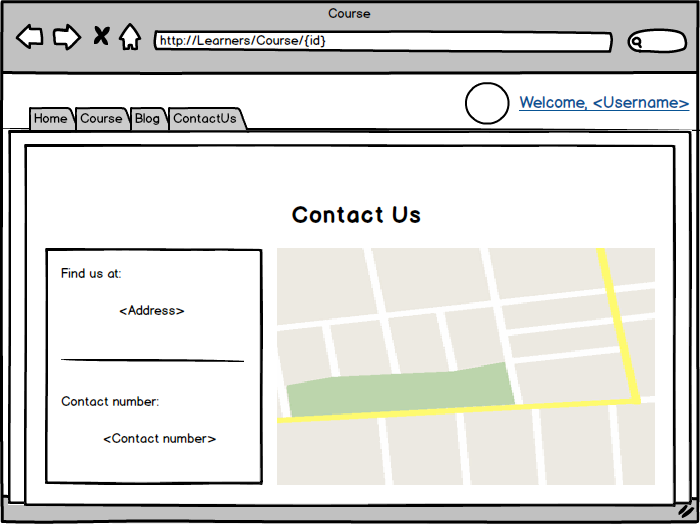 Course
http://Learners/Course/{id}
Welcome, <Username>
Home Course Blog ContactUs
Contact Us
Find us at:
<Address>
Contact number:
<Contact number>